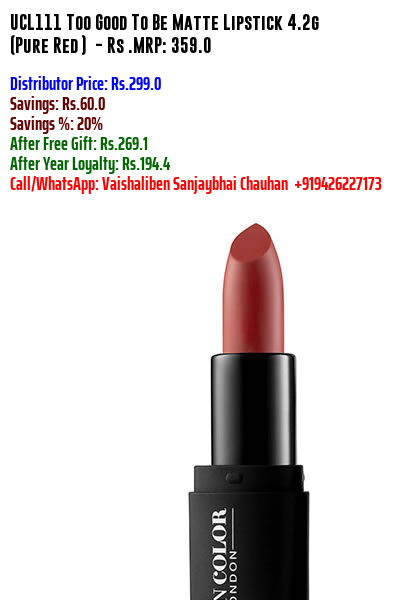 UCL111 Too Good To Be Matte Lipstick 4.2g
(Pure Red ) - Rs .MRP: 359.0
Distributor Price: Rs.299.0
Savings: Rs.60.0
Savings %: 20%
After Free Gift: Rs.269.1
After Year Loyalty: Rs.194.4
Call/WhatsApp: Vaishaliben Sanjaybhai Chauhan +919426227173
N COLOR
NDON